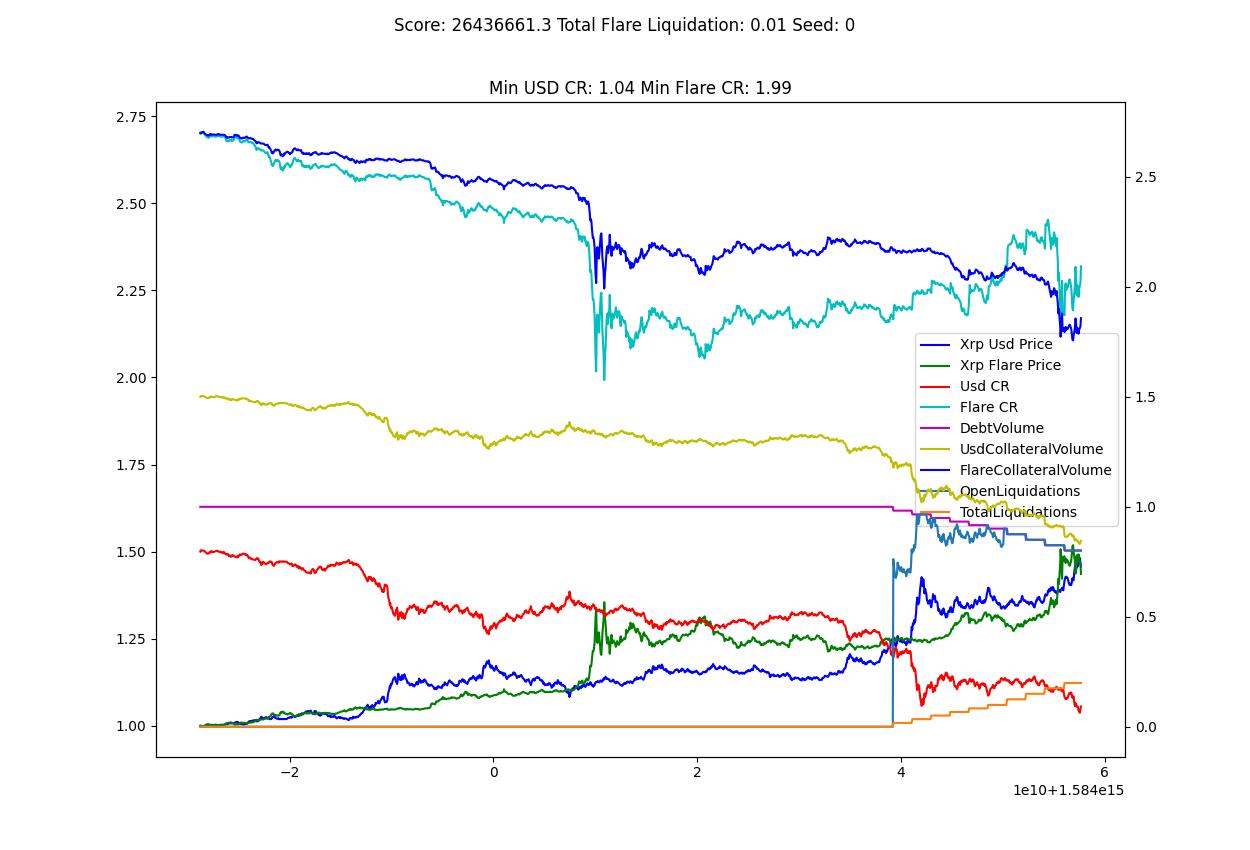 Score: 26436661.3 Total Flare Liquidation: 0.01 Seed: 0
Min USD CR: 1.04 Min Flare CR: 1.99
2.75
2.50
2.25
2.00
1.75
1.50
1.25
1.00
2.5
2.0
1.5
1.0
0.5
0.0
Xrp Usd Price
Xrp Flare Price
Usd CR
Flare CR
DebtVolume
UsdCollateralVolume
FlareCollateralVolume
OpenLiquidations
TotalLiquidations
−2 0 2 4 6
1e10+1.584e15